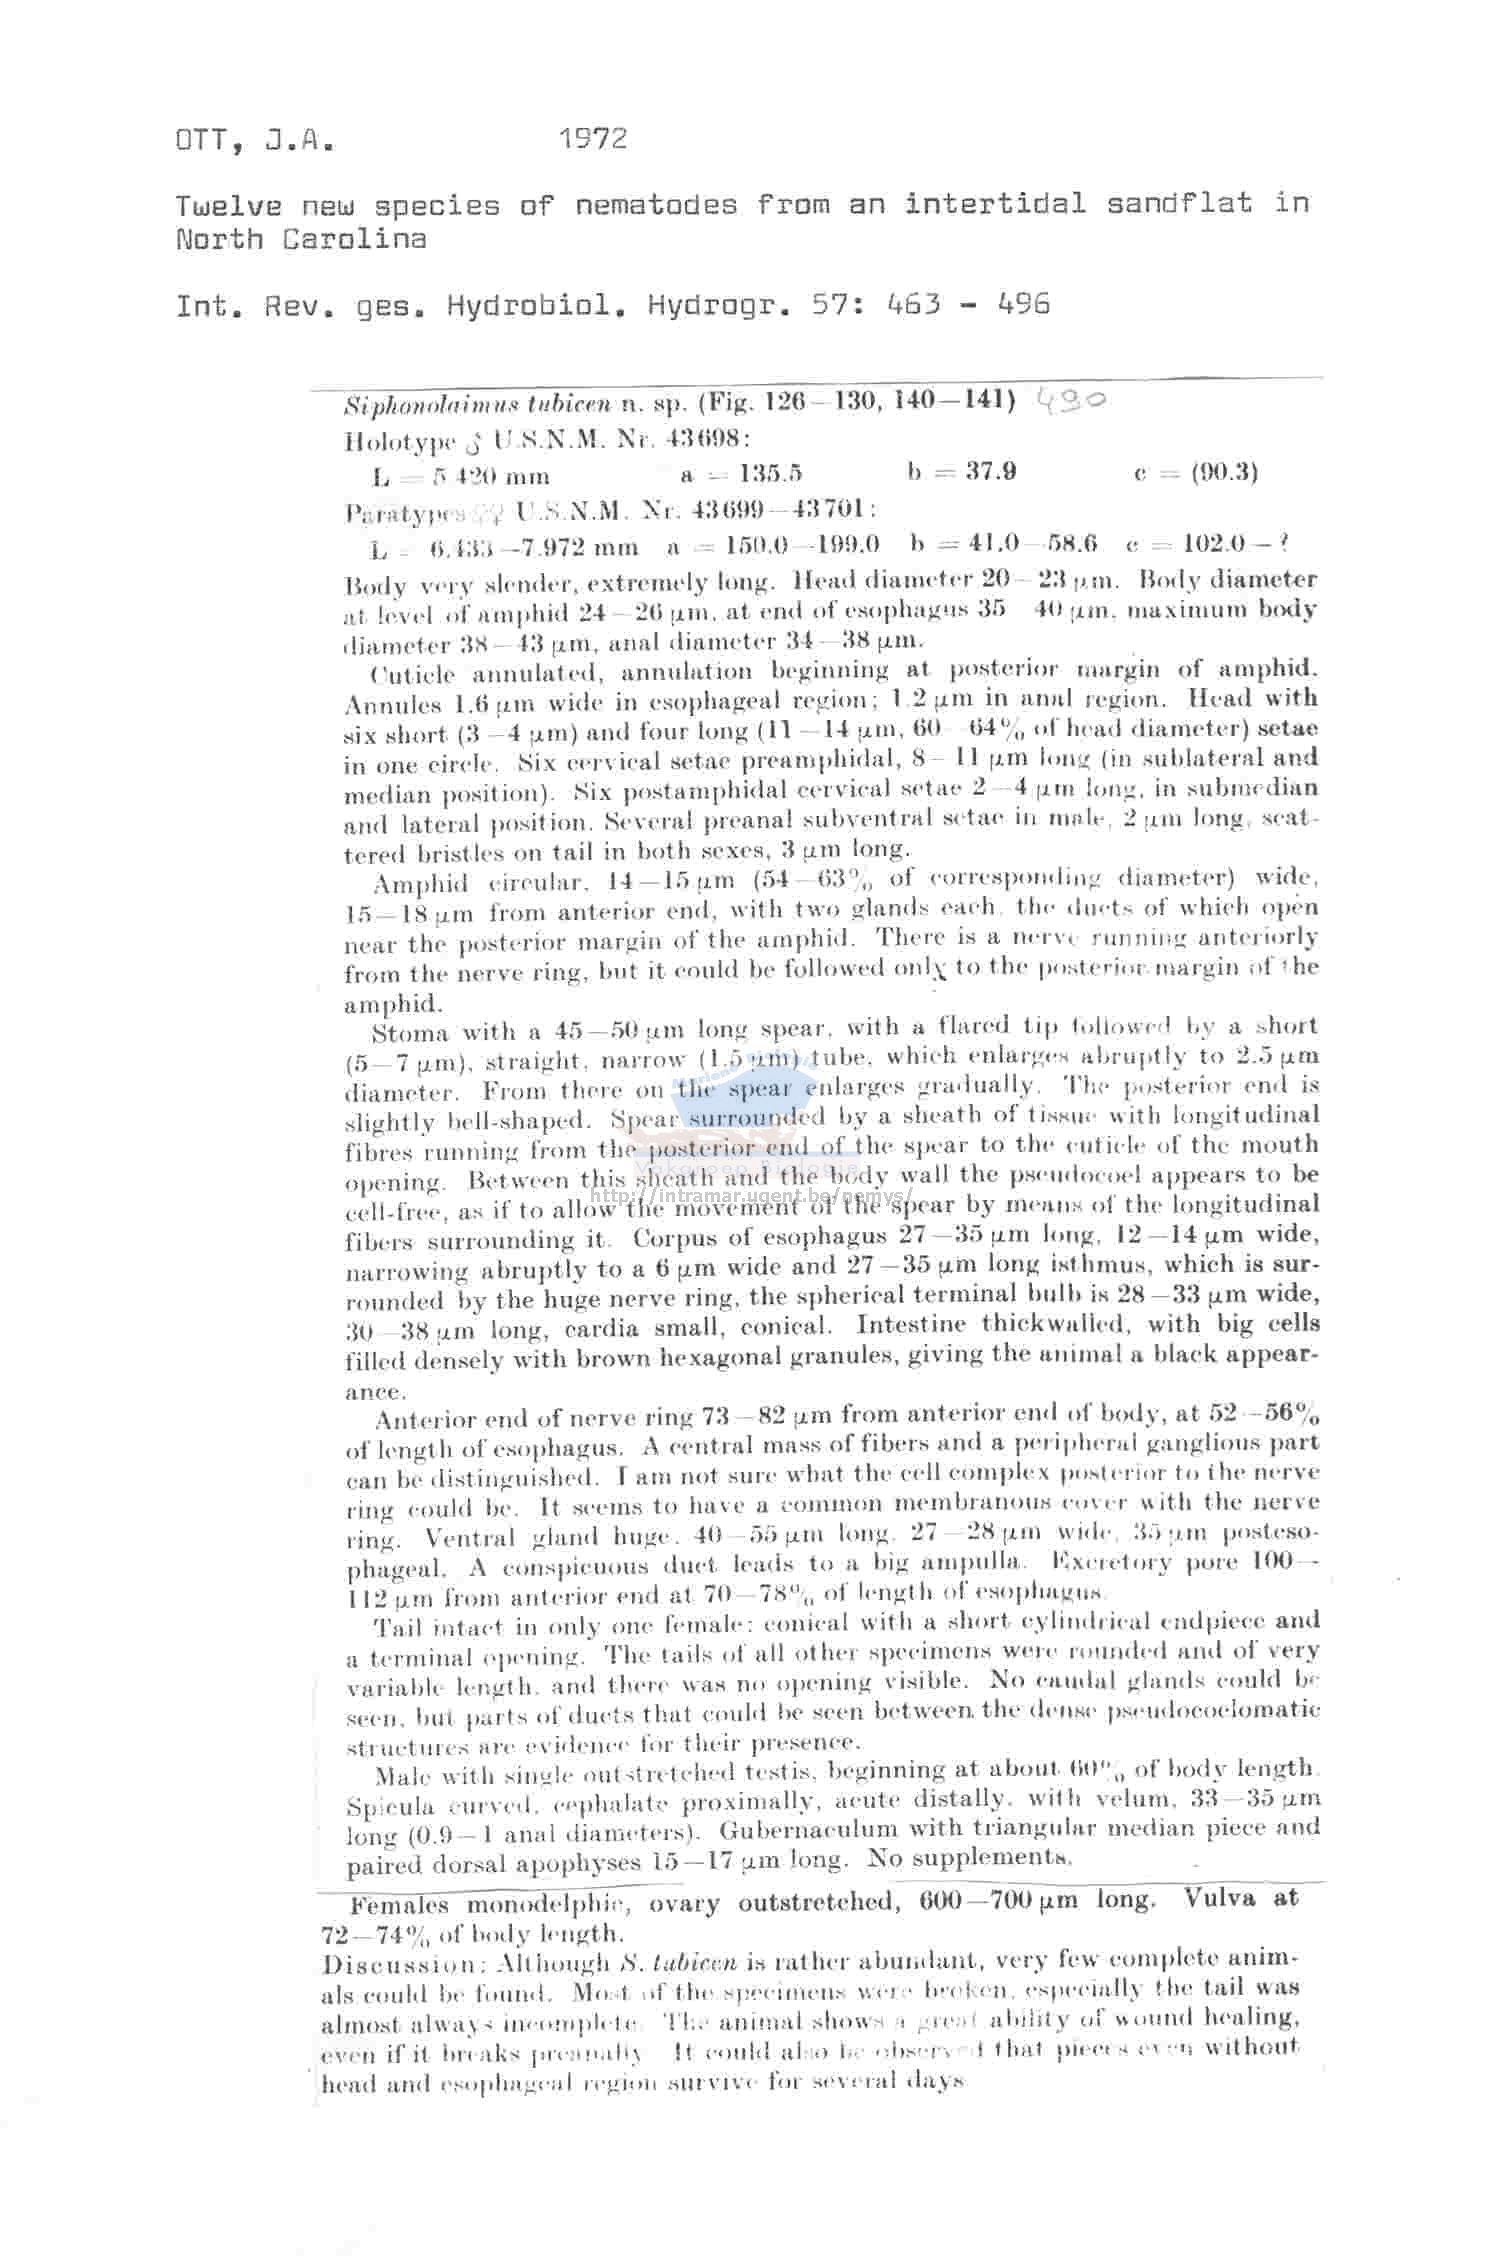 OTT, J.A. 1972
Twelve new species of nematodes from an intertidal sandflat in
North Carolina
Int. Rev. ges. Hydrobiol. Hydrogr. 57: 463 - 496
Siphonolaimus tubicen n. sp. (Fig. 126—130, 140—141) 490
Holotype ♂ U.S.N.M. Nr. 43698:
L = 5.420 mm a = 135.5 b = 37.9 c = (90.3)
Paratypes ♀♀ U.S.N.M. Nr. 43699—43701:
L = 6.433—7.972 mm a = 150.0—199.0 b = 41.0—58.6 c = 102.0—?
Body very slender, extremely long. Head diameter 20—23 µm. Body diameter
at level of amphid 24—26 µm, at end of esophagus 35—40 µm, maximum body
diameter 38—43 µm, anal diameter 34—38 µm.
Cuticle annulated, annulation beginning at posterior margin of amphid.
Annules 1.6 µm wide in esophageal region; 1.2 µm in anal region. Head with
six short (3—4 µm) and four long (11—14 µm, 60—64% of head diameter) setae
in one circle. Six cervical setae preamphidal, 8—11 µm long (in sublateral and
median position). Six postamphidal cervical setae 2—4 µm long, in submedian
and lateral position. Several preanal subventral setae in male, 2 µm long, scat-
tered bristles on tail in both sexes, 3 µm long.
Amphid circular, 14—15 µm (54—63% of corresponding diameter) wide,
15—18 µm from anterior end, with two glands each, the ducts of which open
near the posterior margin of the amphid. There is a nerve running anteriorly
from the nerve ring, but it could be followed only to the posterior margin of the
amphid.
Stoma with a 45—50 µm long spear, with a flared tip followed by a short
(5—7 µm), straight, narrow (1.5 µm) tube, which enlarges abruptly to 2.5 µm
diameter. From there on the spear enlarges gradually. The posterior end is
slightly bell-shaped. Spear surrounded by a sheath of tissue with longitudinal
fibres running from the posterior end of the spear to the cuticle of the mouth
Vakgroep Biologie
opening. Between this sheath and the body wall the pseudocoel appears to be
http://intramar.ugent.be/nemys/
cell-free, as if to allow the movement of the spear by means of the longitudinal
fibers surrounding it. Corpus of esophagus 27—35 µm long, 12—14 µm wide,
narrowing abruptly to a 6 µm wide and 27—35 µm long isthmus, which is sur-
rounded by the huge nerve ring, the spherical terminal bulb is 28—33 µm wide,
30—38 µm long, cardia small, conical. Intestine thickwalled, with big cells
filled densely with brown hexagonal granules, giving the animal a black appear-
ance.
Anterior end of nerve ring 73—82 µm from anterior end of body, at 52—56%
of length of esophagus. A central mass of fibers and a peripheral ganglious part
can be distinguished. I am not sure what the cell complex posterior to the nerve
ring could be. It seems to have a common membranous cover with the nerve
ring. Ventral gland huge, 40—55 µm long, 27—28 µm wide, 35 µm posteso-
phageal. A conspicuous duct leads to a big ampulla. Excretory pore 100—
112 µm from anterior end at 70—78% of length of esophagus.
Tail intact in only one female: conical with a short cylindrical endpiece and
a terminal opening. The tails of all other specimens were rounded and of very
variable length, and there was no opening visible. No caudal glands could be
seen, but parts of ducts that could be seen between the dense pseudocoelomatic
structures are evidence for their presence.
Male with single outstretched testis, beginning at about 60% of body length.
Spicula curved, cephalate proximally, acute distally, with velum, 33—35 µm
long (0.9—1 anal diameters). Gubernaculum with triangular median piece and
paired dorsal apophyses 15—17 µm long. No supplements.
Females monodelphic, ovary outstretched, 600—700 µm long. Vulva at
72—74% of body length.
Discussion: Although S. tubicen is rather abundant, very few complete anim-
als could be found. Most of the specimens were broken, especially the tail was
almost always incomplete. The animal shows a great ability of wound healing,
even if it breaks preanally. It could also be observed that pieces even without
head and esophageal region survive for several days.